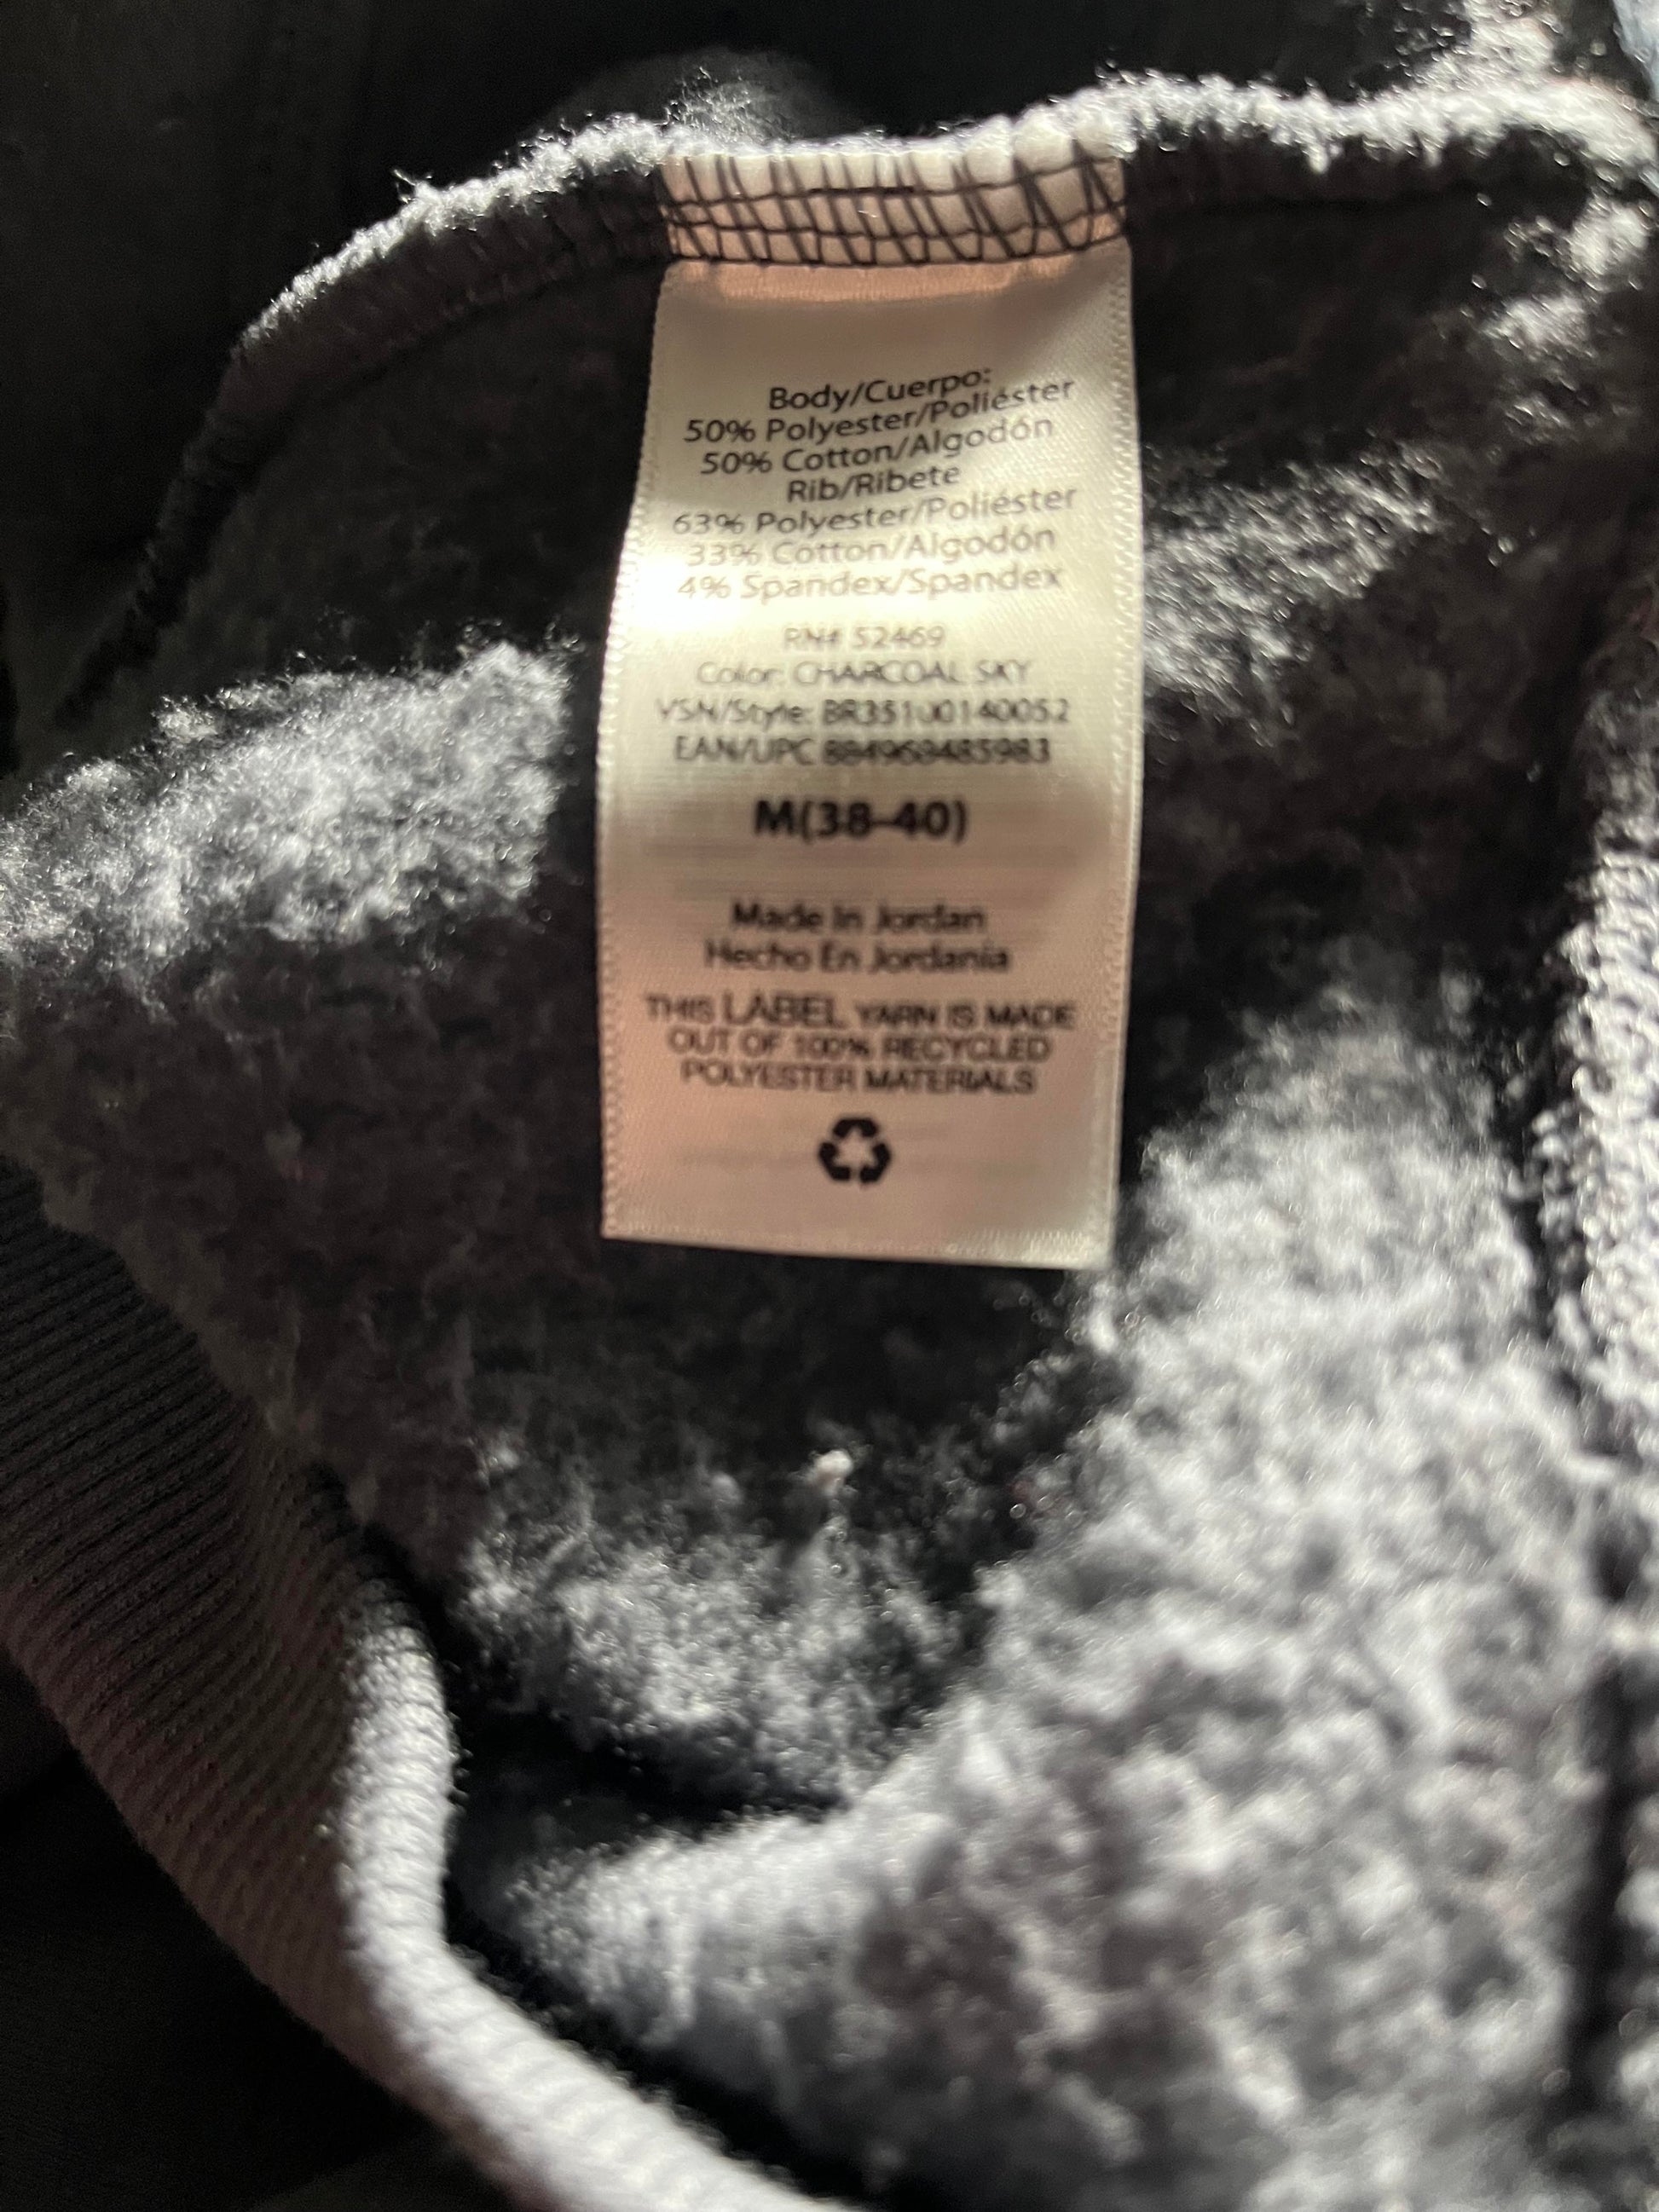 Body/Cuerpo:
50% Polyester/Poliéster
50% Cotton/Algodón
Rib/Ribete
63% Polyester/Poliéster
33% Cotton/Algodón
4% Spandex/Spandex
RN# 52469
Color: CHARCOAL SKY
VSN/Style: BR35100140052
EAN/UPC 884968485983
M(38-40)
Made In Jordan
Hecho En Jordania
THIS LABEL YARN IS MADE
OUT OF 100% RECYCLED
POLYESTER MATERIALS